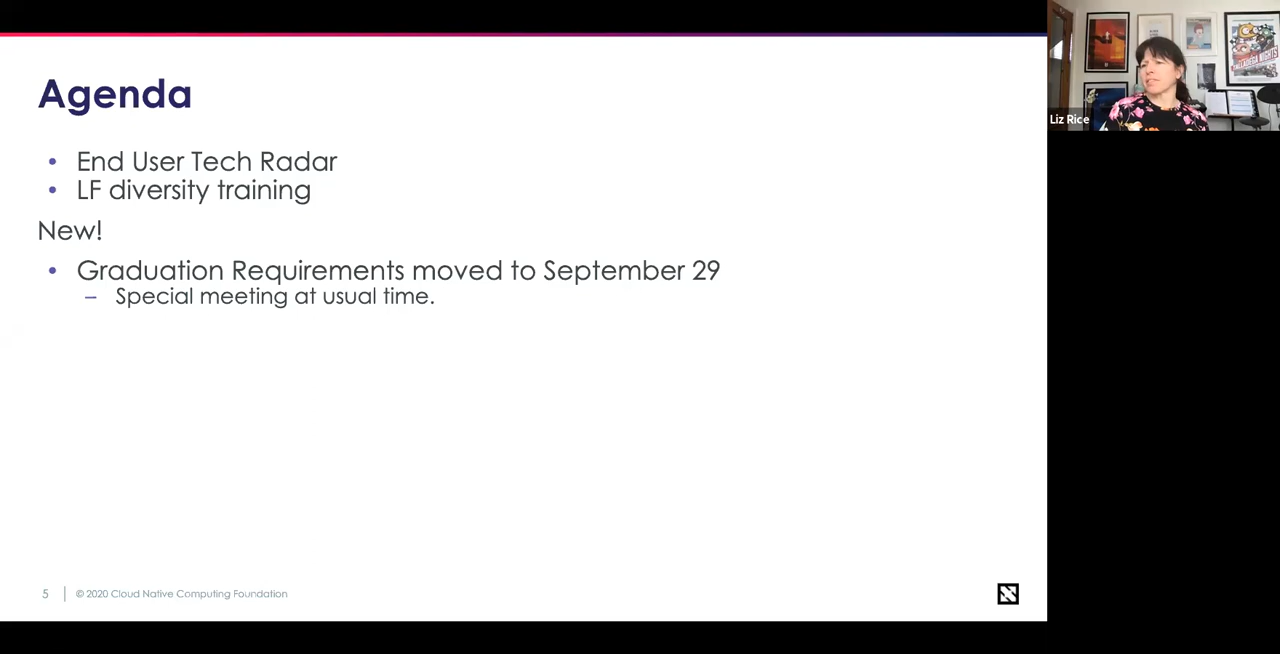 Agenda
• End User Tech Radar
• LF diversity training
New!
• Graduation Requirements moved to September 29
– Special meeting at usual time.
5
© 2020 Cloud Native Computing Foundation
Liz Rice